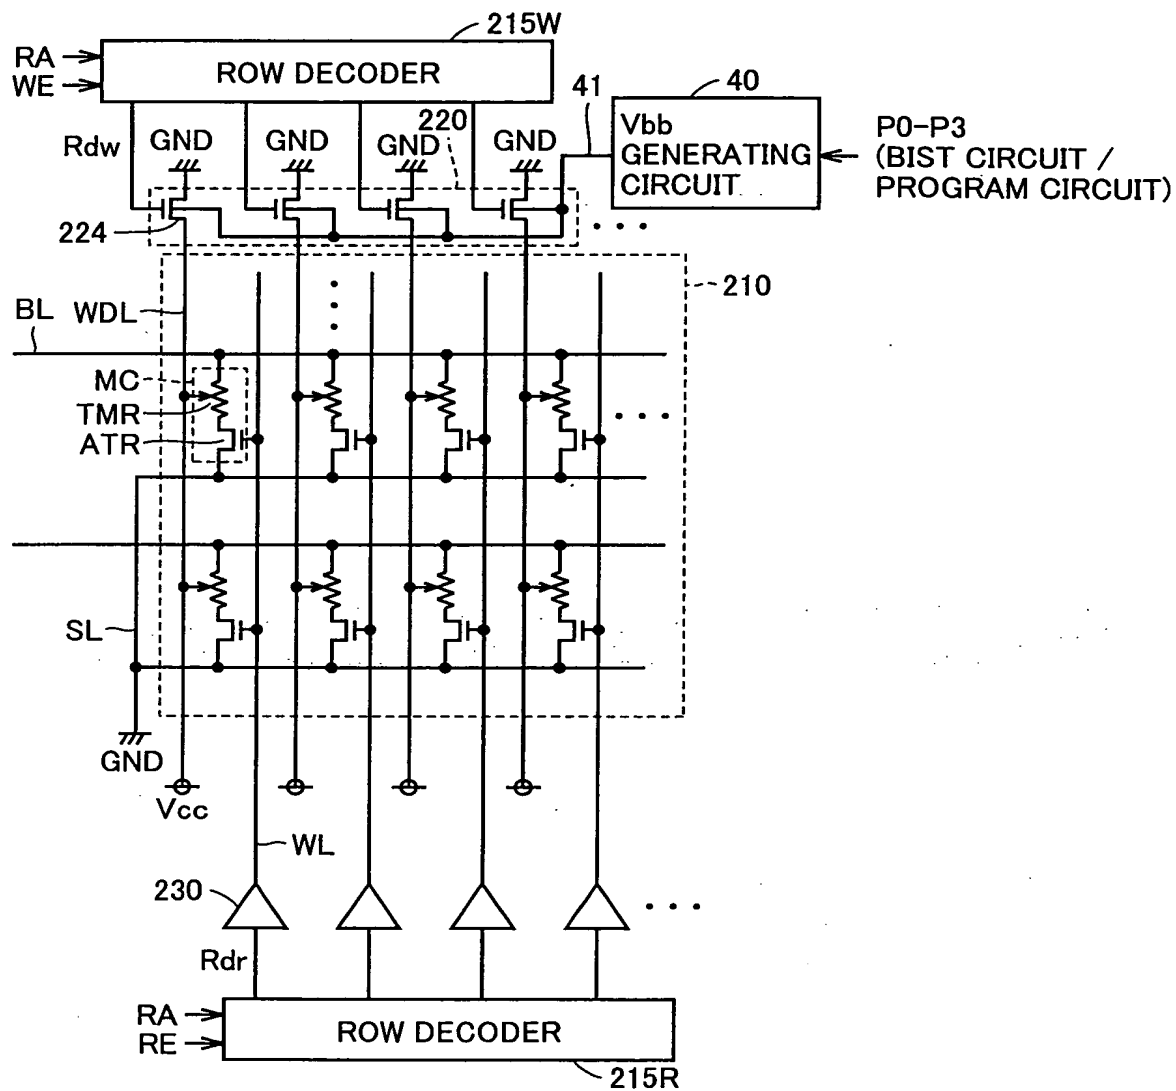 215W
RA
WE
ROW DECODER
41
40
220
Rdw
GND
GND
GND
GND
Vbb
GENERATING
CIRCUIT
P0-P3
(BIST CIRCUIT /
PROGRAM CIRCUIT)
224
210
BL
WDL
MC
TMR
ATR
SL
GND
Vcc
WL
230
Rdr
RA
RE
ROW DECODER
215R